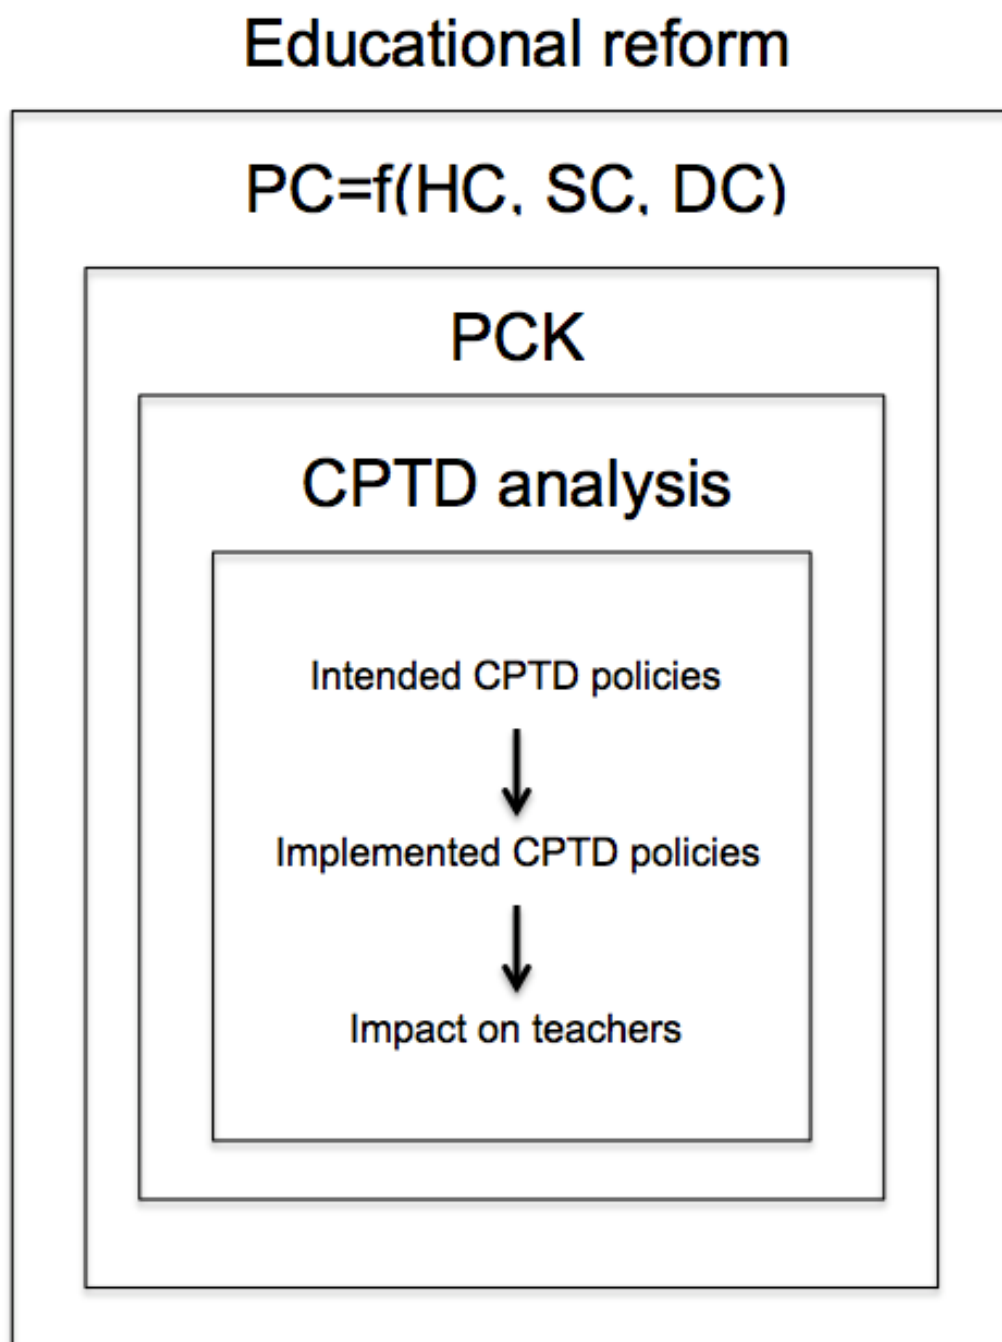 Educational reform
PC=f(HC, SC, DC)
PCK
CPTD analysis
Intended CPTD policies
Implemented CPTD policies
Impact on teachers